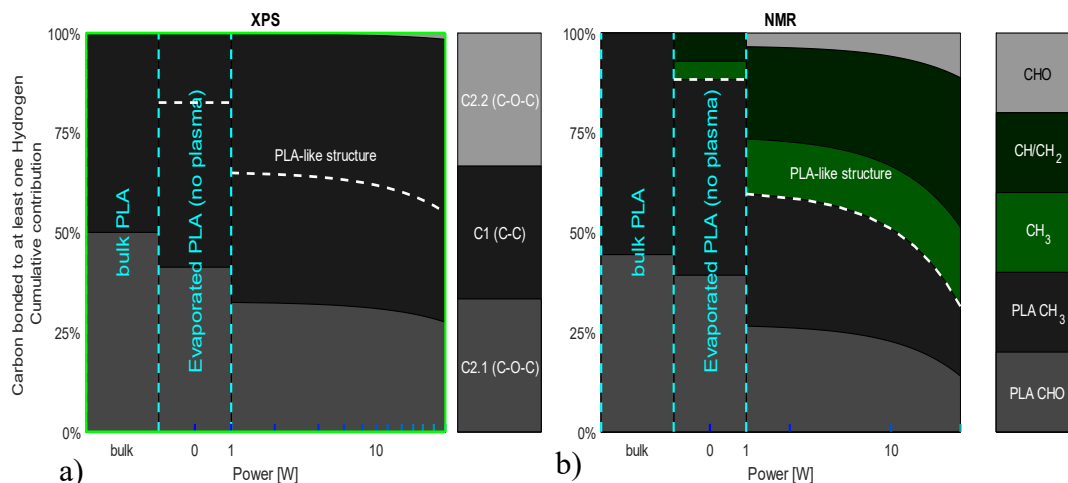 XPS
Carbon bonded to at least one Hydrogen
Cumulative contribution
100%
75%
50%
25%
0%
bulk PLA
Evaporated PLA (no plasma)
PLA-like structure
bulk
0
1
10
Power [W]
a)
C2.2 (C-O-C)
C1 (C-C)
C2.1 (C-O-C)
NMR
100%
75%
50%
25%
0%
bulk PLA
Evaporated PLA (no plasma)
PLA-like structure
bulk
0
1
10
Power [W]
b)
CHO
CH/CH2
CH3
PLA CH3
PLA CHO